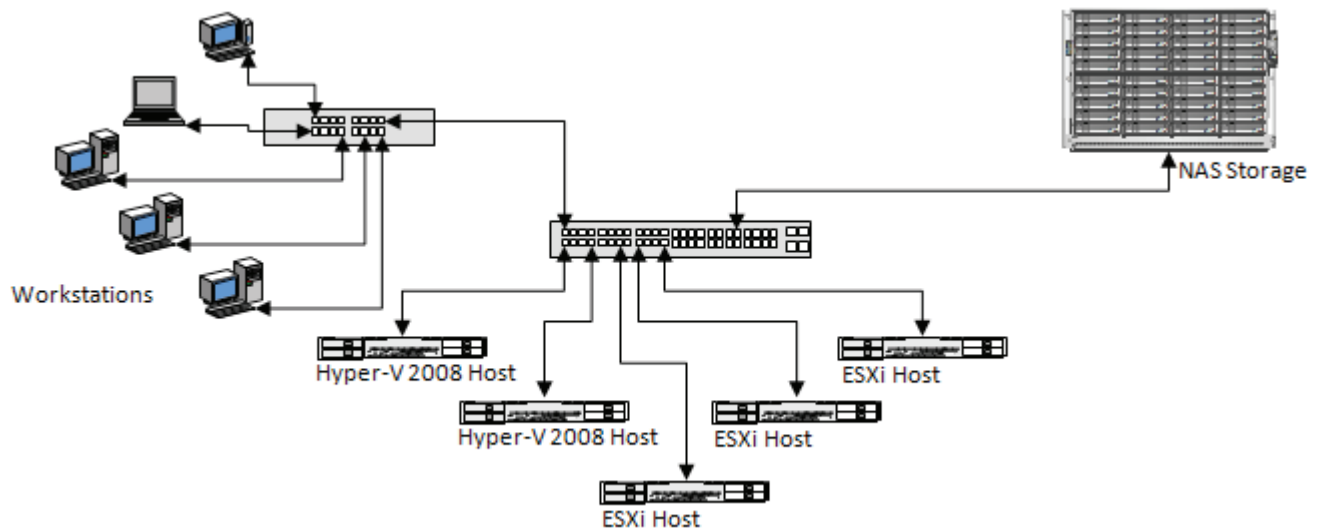 NAS Storage
Workstations
Hyper-V 2008 Host
ESXi Host
Hyper-V 2008 Host
ESXi Host
ESXi Host